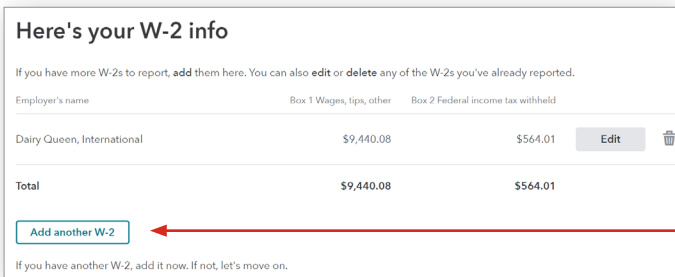 Here's your W-2 info
If you have more W-2s to report, add them here. You can also edit or delete any of the W-2s you've already reported.
Employer's name Box 1 Wages, tips, other Box 2 Federal income tax withheld
Dairy Queen, International $9,440.08 $564.01 Edit
Total $9,440.08 $564.01
Add another W-2
If you have another W-2, add it now. If not, let's move on.